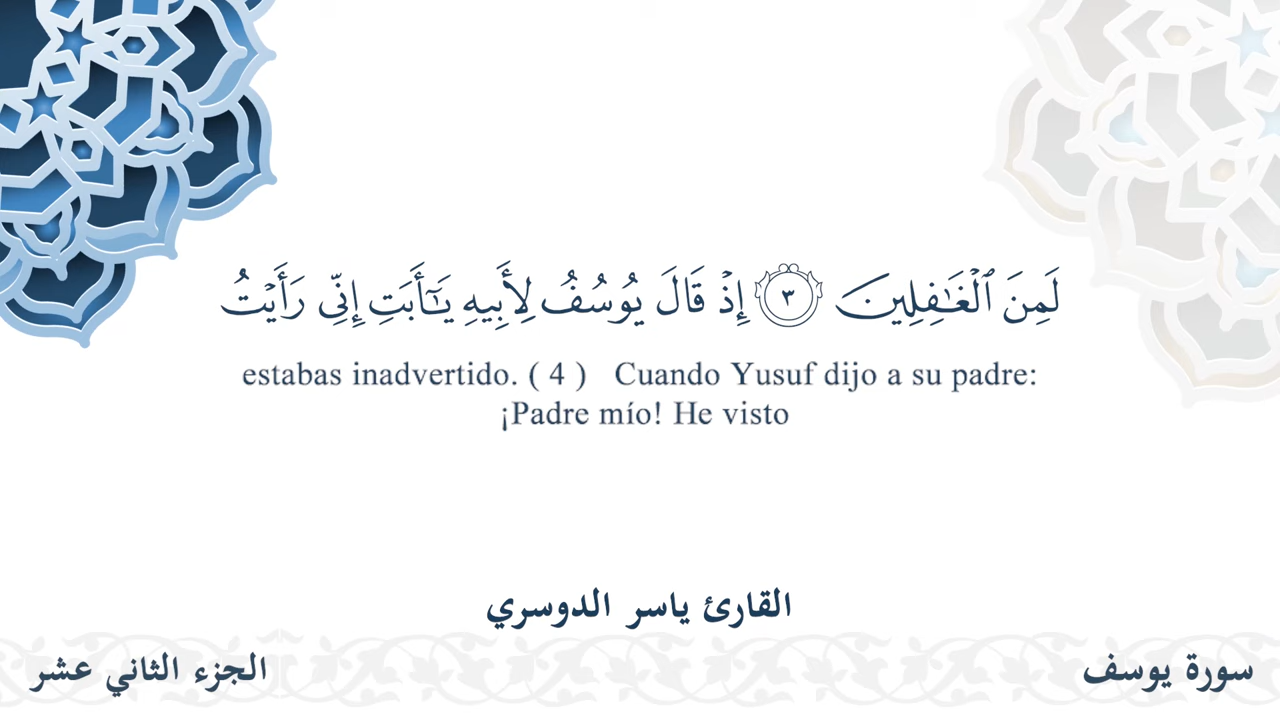 لَمِنَ ٱلْغَـٰفِلِينَ ٣ إِذْ قَالَ يُوسُفُ لِأَبِيهِ يَـٰٓأَبَتِ إِنِّى رَأَيْتُ
estabas inadvertido. ( 4 ) Cuando Yusuf dijo a su padre:
¡Padre mío! He visto
القارئ ياسر الدوسري
سورة يوسف
الجزء الثاني عشر